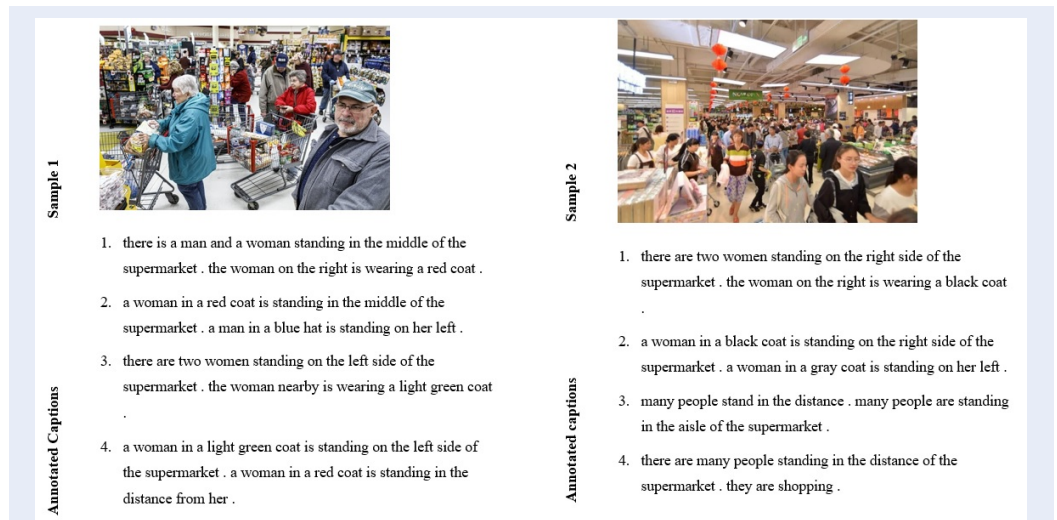 Sample 1
1. there is a man and a woman standing in the middle of the
supermarket . the woman on the right is wearing a red coat .
2. a woman in a red coat is standing in the middle of the
supermarket . a man in a blue hat is standing on her left .
3. there are two women standing on the left side of the
supermarket . the woman nearby is wearing a light green coat
.
4. a woman in a light green coat is standing on the left side of
the supermarket . a woman in a red coat is standing in the
distance from her .
Annotated Captions
Sample 2
1. there are two women standing on the right side of the
supermarket . the woman on the right is wearing a black coat
.
2. a woman in a black coat is standing on the right side of the
supermarket . a woman in a gray coat is standing on her left .
3. many people stand in the distance . many people are standing
in the aisle of the supermarket .
4. there are many people standing in the distance of the
supermarket . they are shopping .
Annotated captions